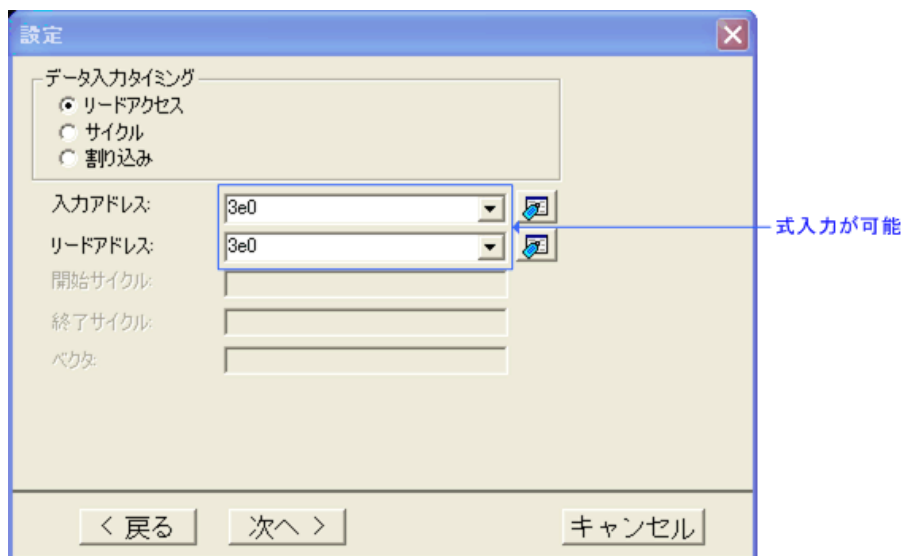 設定
データ入力タイミング
リードアクセス
サイクル
割り込み
入力アドレス:
3e0
リードアドレス:
3e0
式入力が可能
開始サイクル:
終了サイクル:
ベクタ:
< 戻る
次へ >
キャンセル